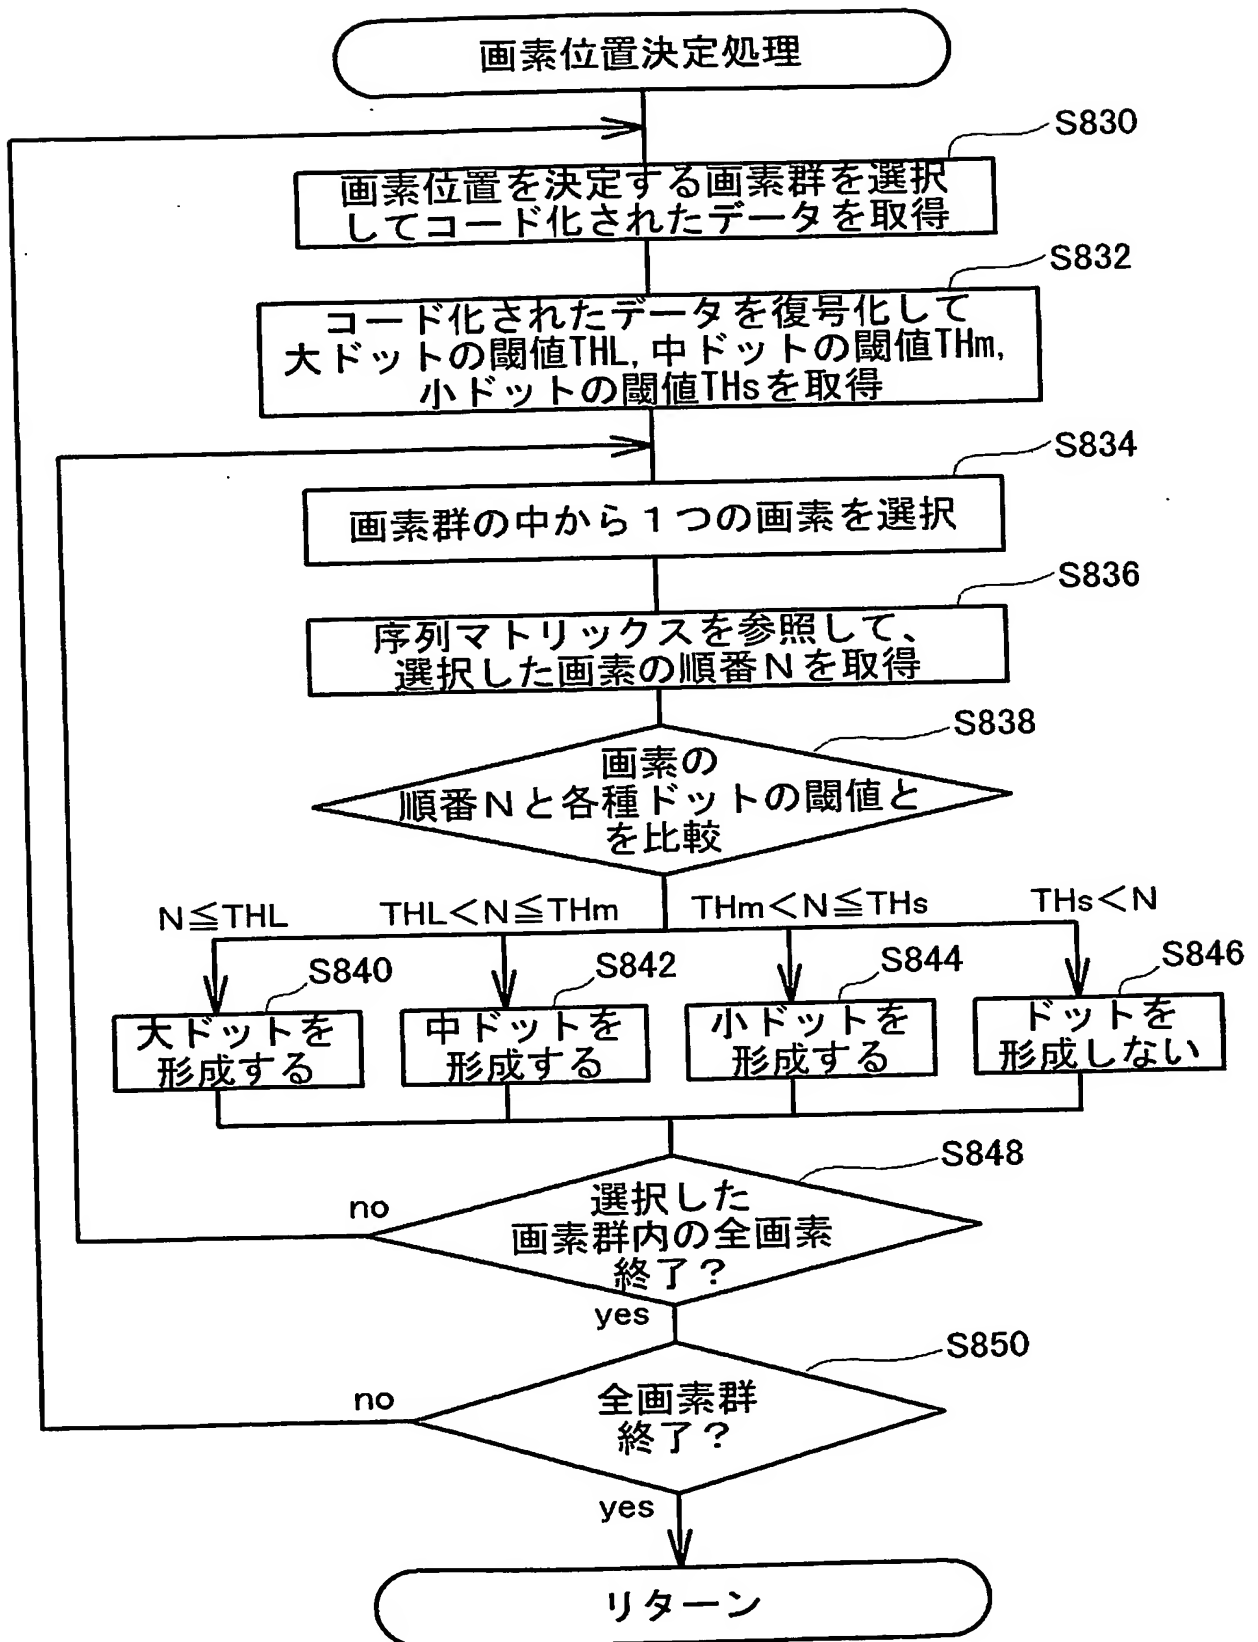 画素位置決定処理
S830
画素位置を決定する画素群を選択
してコード化されたデータを取得
S832
コード化されたデータを復号化して
大ドットの閾値THL,中ドットの閾値THm,
小ドットの閾値THsを取得
S834
画素群の中から1つの画素を選択
S836
序列マトリックスを参照して、
選択した画素の順番Nを取得
S838
画素の
順番Nと各種ドットの閾値と
を比較
N≦THL
THL<N≦THm
THm<N≦THs
THs<N
S840
S842
S844
S846
大ドットを
形成する
中ドットを
形成する
小ドットを
形成する
ドットを
形成しない
S848
選択した
画素群内の全画素
終了?
no
yes
S850
全画素群
終了?
no
yes
リターン